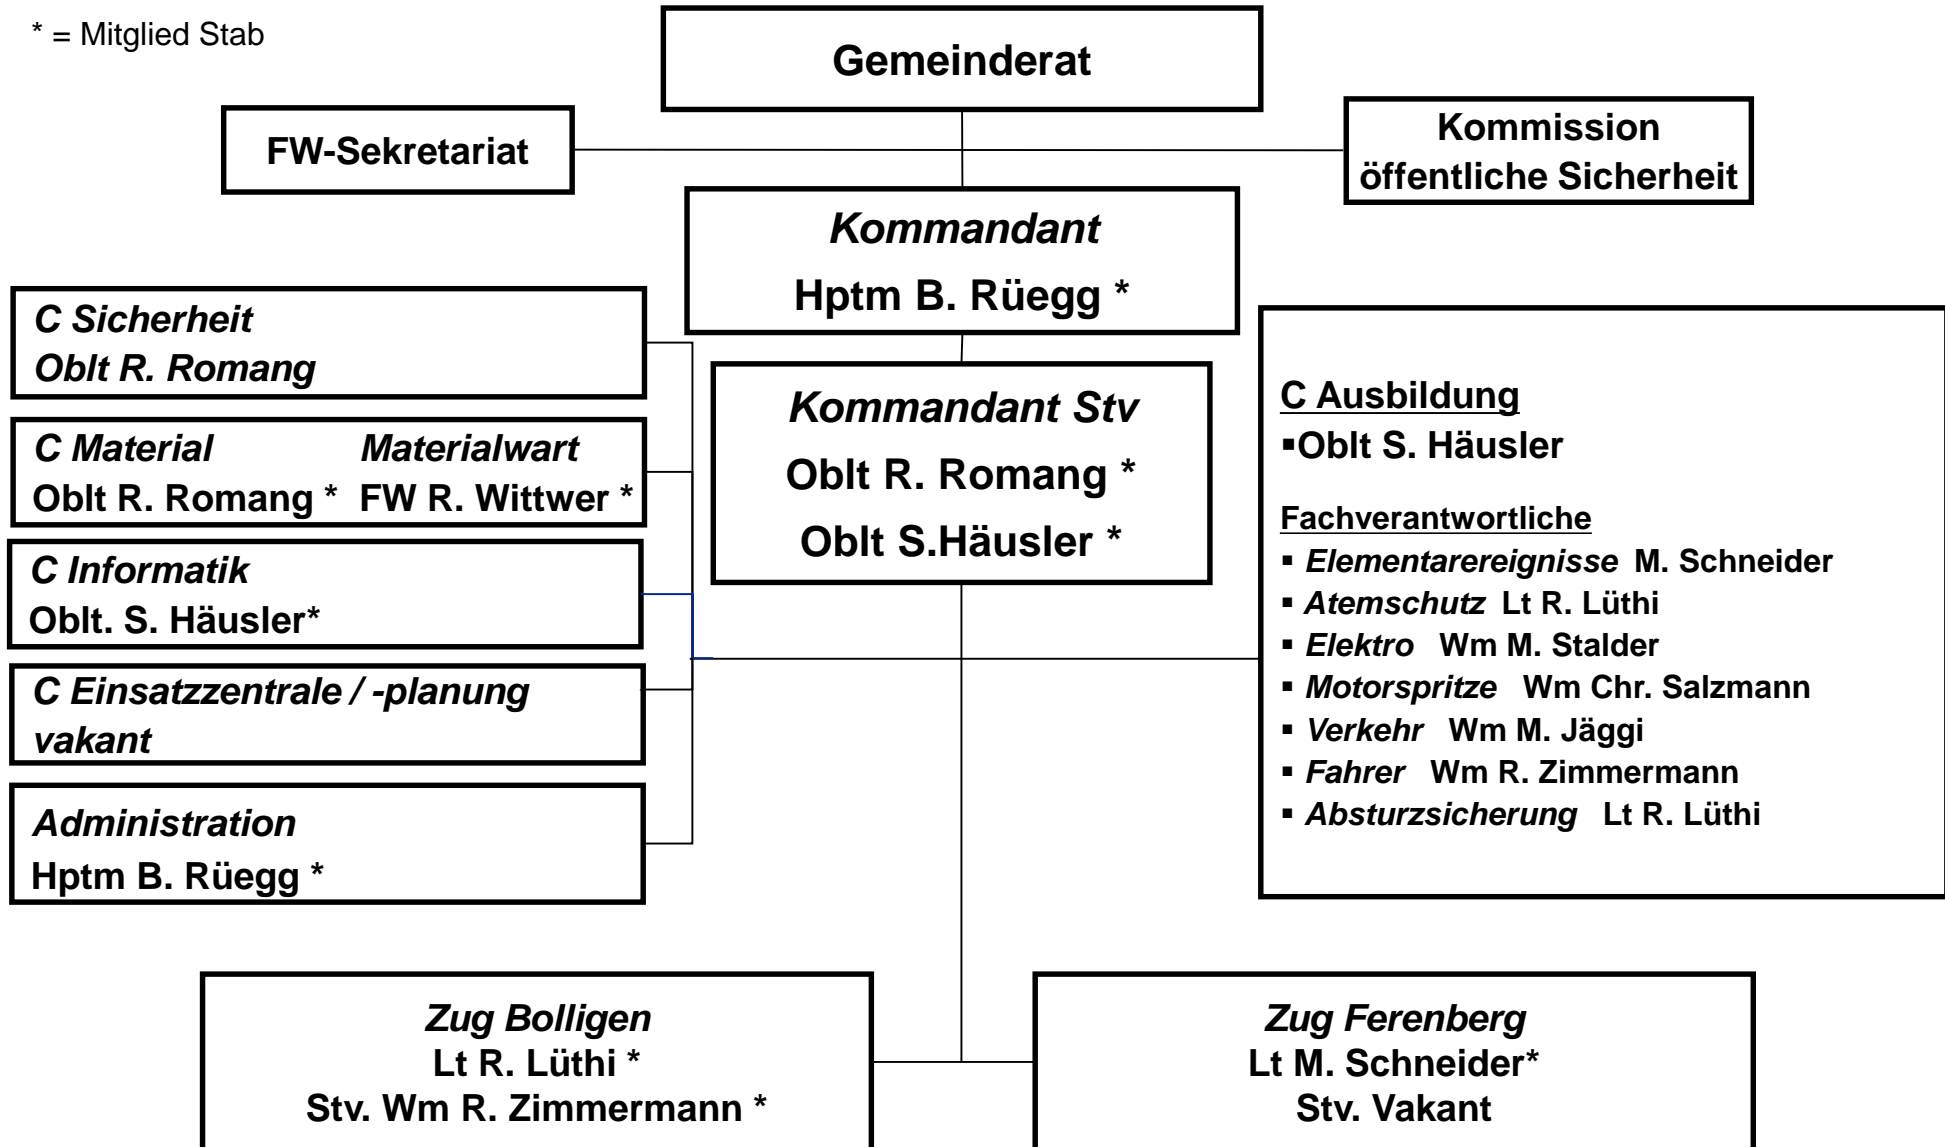 * = Mitglied Stab
Gemeinderat
FW-Sekretariat
Kommission
öffentliche Sicherheit
Kommandant
Hptm B. Rüegg *
C Sicherheit
Oblt R. Romang
Kommandant Stv
Oblt R. Romang *
Oblt S.Häusler *
C Material Materialwart
Oblt R. Romang * FW R. Wittwer *
C Informatik
Oblt. S. Häusler*
C Einsatzzentrale / -planung
vakant
Administration
Hptm B. Rüegg *
C Ausbildung
▪Oblt S. Häusler
Fachverantwortliche
▪ Elementarereignisse M. Schneider
▪ Atemschutz Lt R. Lüthi
▪ Elektro Wm M. Stalder
▪ Motorspritze Wm Chr. Salzmann
▪ Verkehr Wm M. Jäggi
▪ Fahrer Wm R. Zimmermann
▪ Absturzsicherung Lt R. Lüthi
Zug Bolligen
Lt R. Lüthi *
Stv. Wm R. Zimmermann *
Zug Ferenberg
Lt M. Schneider*
Stv. Vakant